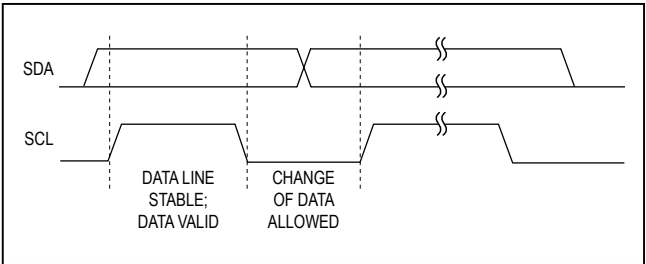 SDA
SCL
DATA LINE
STABLE;
DATA VALID
CHANGE
OF DATA
ALLOWED